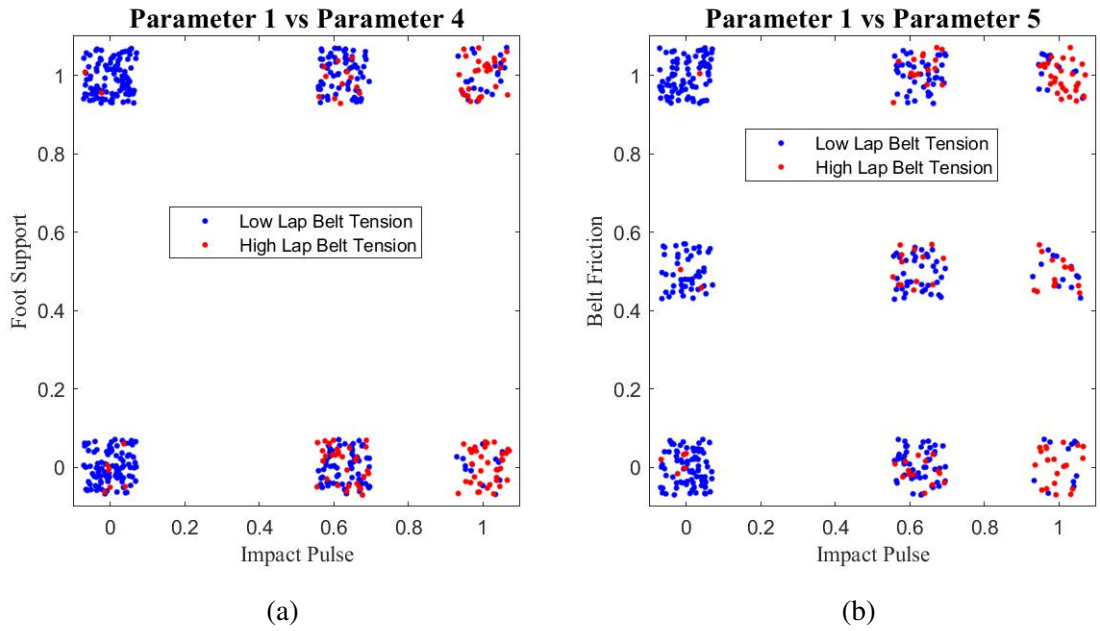 Parameter 1 vs Parameter 4
1
0.8
0.6
0.4
0.2
0
Foot Support
Low Lap Belt Tension
High Lap Belt Tension
0 0.2 0.4 0.6 0.8 1
Impact Pulse
(a)
Parameter 1 vs Parameter 5
1
0.8
0.6
0.4
0.2
0
Belt Friction
Low Lap Belt Tension
High Lap Belt Tension
0 0.2 0.4 0.6 0.8 1
Impact Pulse
(b)